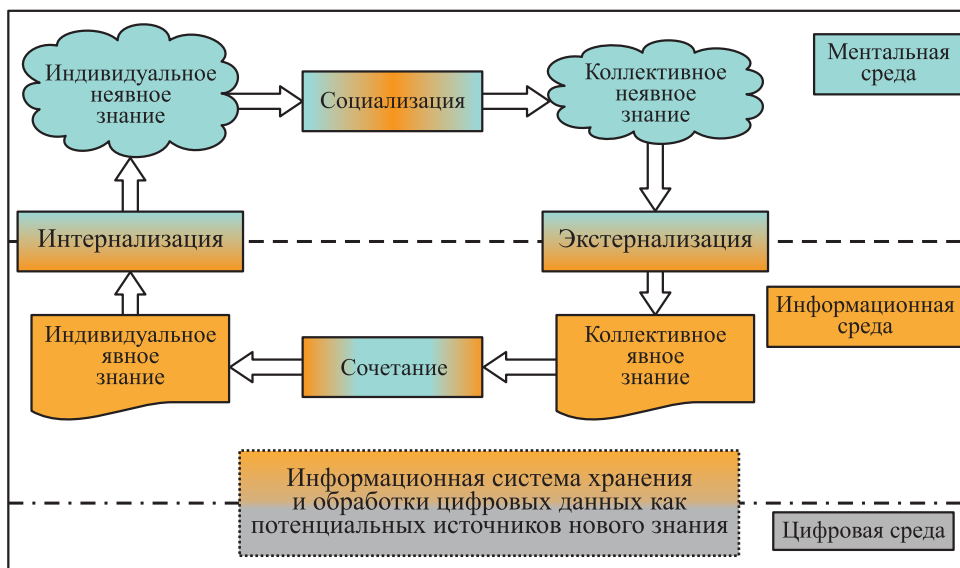 Индивидуальное
неявное
знание
Социализация
Коллективное
неявное
знание
Ментальная
среда
Интернализация
Экстернализация
Информационная
среда
Индивидуальное
явное
знание
Сочетание
Коллективное
явное
знание
Информационная система хранения
и обработки цифровых данных как
потенциальных источников нового знания
Цифровая среда